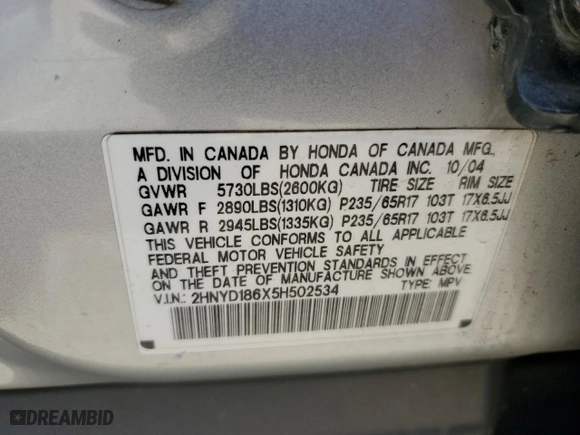 MFD. IN CANADA BY HONDA OF CANADA MFG.,
A DIVISION OF HONDA CANADA INC. 10/04
GVWR 5730LBS(2600KG) TIRE SIZE RIM SIZE
GAWR F 2890LBS(1310KG) P235/65R17 103T 17X6.5JJ
GAWR R 2945LBS(1335KG) P235/65R17 103T 17X6.5JJ
THIS VEHICLE CONFORMS TO ALL APPLICABLE
FEDERAL MOTOR VEHICLE SAFETY
AND THEFT PREVENTION STANDARDS IN EFFECT
ON THE DATE OF MANUFACTURE SHOWN ABOVE.
V.I.N.: 2HNYD186X5H502534 TYPE: MPV
DREAMBID